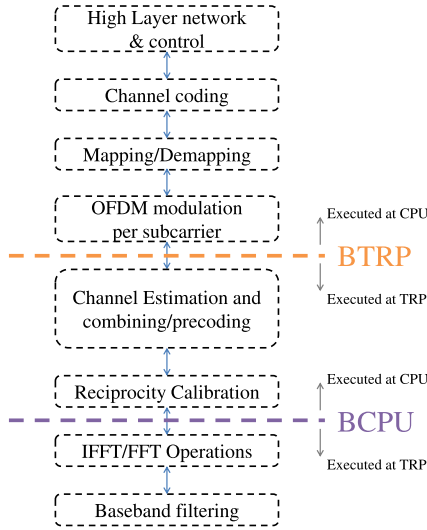 High Layer network
& control
Channel coding
Mapping/Demapping
OFDM modulation
per subcarrier
Executed at CPU
BTRP
Executed at TRP
Channel Estimation and
combining/precoding
Executed at CPU
Reciprocity Calibration
BCPU
IFFT/FFT Operations
Executed at TRP
Baseband filtering